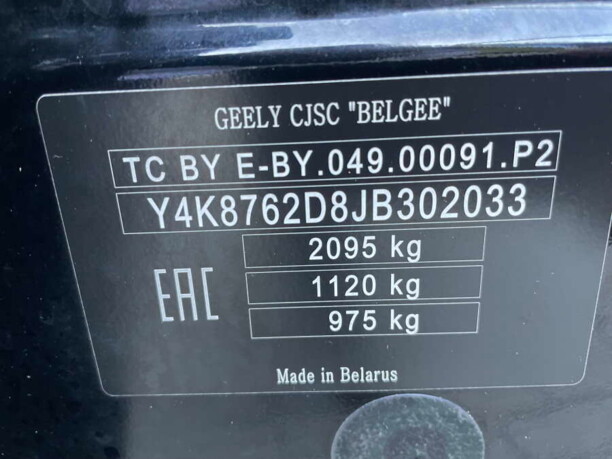 GEELY CJSC "BELGEE"
TC BY E-BY.049.00091.P2
Y4K8762D8JB302033
2095 kg
EAC
1120 kg
975 kg
Made in Belarus